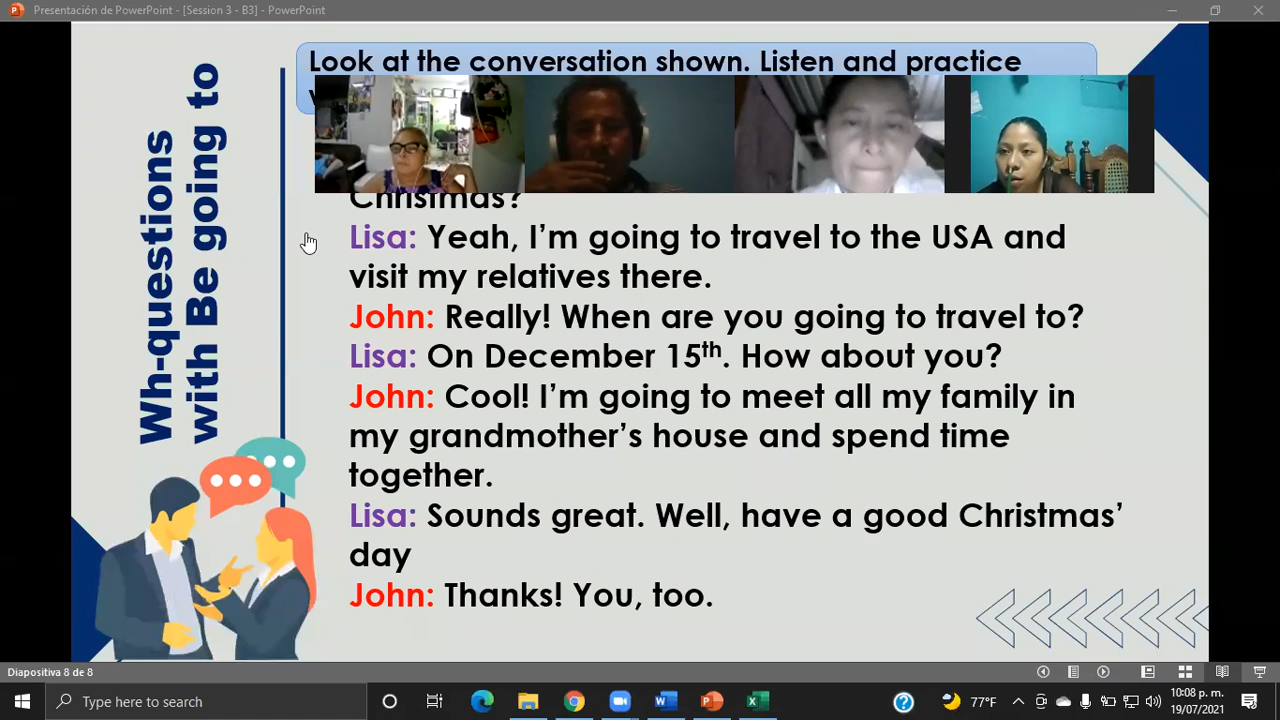 Presentación de PowerPoint - [Session 3 - B3] - PowerPoint
Wh-questions
with Be going to
Look at the conversation shown. Listen and practice
Christmas?
Lisa: Yeah, I’m going to travel to the USA and
visit my relatives there.
John: Really! When are you going to travel to?
Lisa: On December 15th. How about you?
John: Cool! I’m going to meet all my family in
my grandmother’s house and spend time
together.
Lisa: Sounds great. Well, have a good Christmas’
day
John: Thanks! You, too.
Diapositiva 8 de 8
Type here to search
77°F
10:08 p. m.
19/07/2021